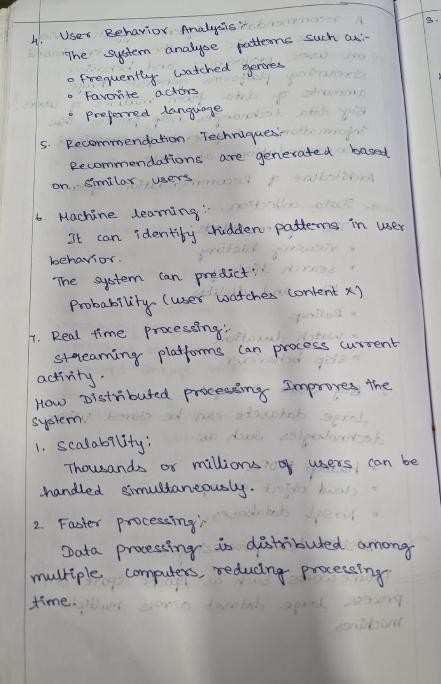 4. User Behavior Analysis:-
The system analyse patterns such as:-
o Frequently watched genres
o Favorite actors
o Preferred language
5. Recommendation Techniques:-
Recommendations are generated based
on similar users
6. Machine learning:-
It can identify hidden patterns in user
behavior.
The system can predict:
Probability (user watches content x)
7. Real time processing:-
streaming platforms can process current
activity.
How Distributed processing Improves the
system.
1. Scalability:
Thousands or millions of users can be
handled simultaneously.
2. Faster processing:-
Data processing is distributed among
multiple computers, reducing processing
time.
3.